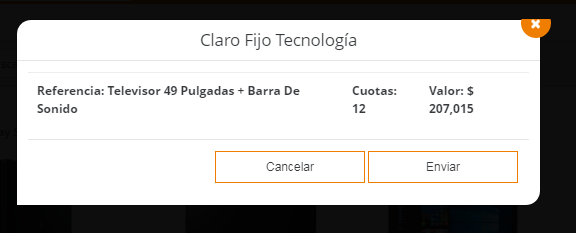 Claro Fijo Tecnología
Referencia: Televisor 49 Pulgadas + Barra De
Sonido
Cuotas:
12
Valor: $
207,015
Cancelar
Enviar